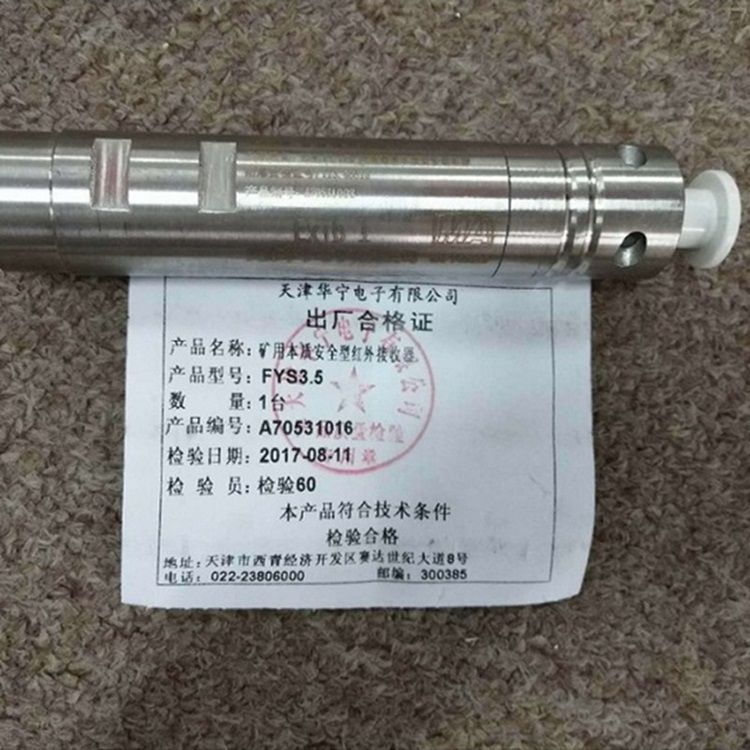 产品编号
Exib I
天津华宁电子有限公司
出厂合格证
产品名称：矿用本质安全型红外接收器
产品型号：FYS3.5
数　　量：1台
产品编号：A70531016
检验日期：2017-08-11
检 验 员：检验60
本产品符合技术条件
检验合格
地址：天津市西青经济开发区赛达世纪大道8号
电话：022-23806000　　邮编：300385